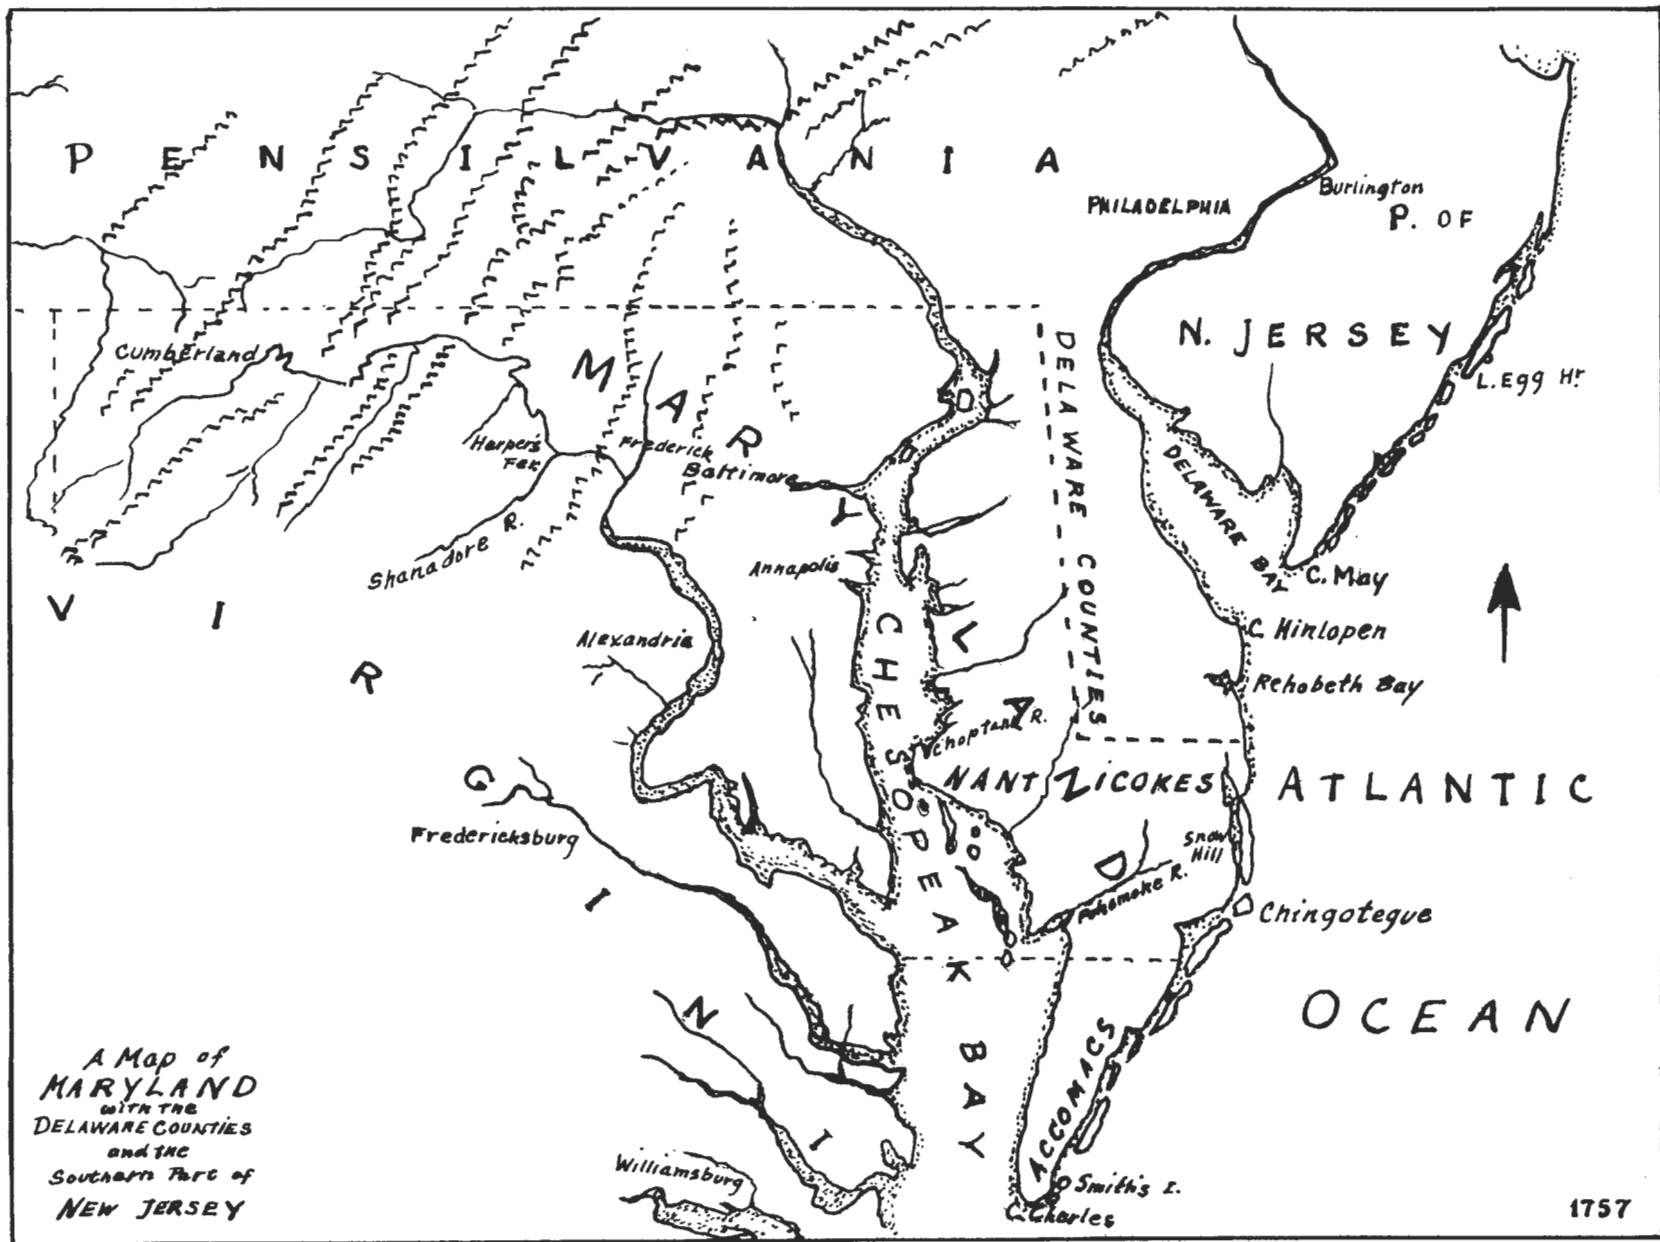 PENSILVANIA
PHILADELPHIA
Burlington
P. OF
N. JERSEY
L. Egg Hr
Cumberland
MARYLAND
DELAWARE COUNTIES
Harper's
Fer.
Frederick
Baltimore
DELAWARE BAY
Shanadore R.
Annapolis
C. May
VIRGINIA
CHESOPEAK BAY
C. Hinlopen
Alexandria
Rehobeth Bay
Choptank R.
NANTZICOKES
ATLANTIC
Fredericksburg
Snow
Hill
Pokomoke R.
Chingotegue
OCEAN
ACCOMACS
A Map of
MARYLAND
with the
DELAWARE COUNTIES
and the
Southern Part of
NEW JERSEY
Williamsburg
Smith's I.
C. Charles
1757